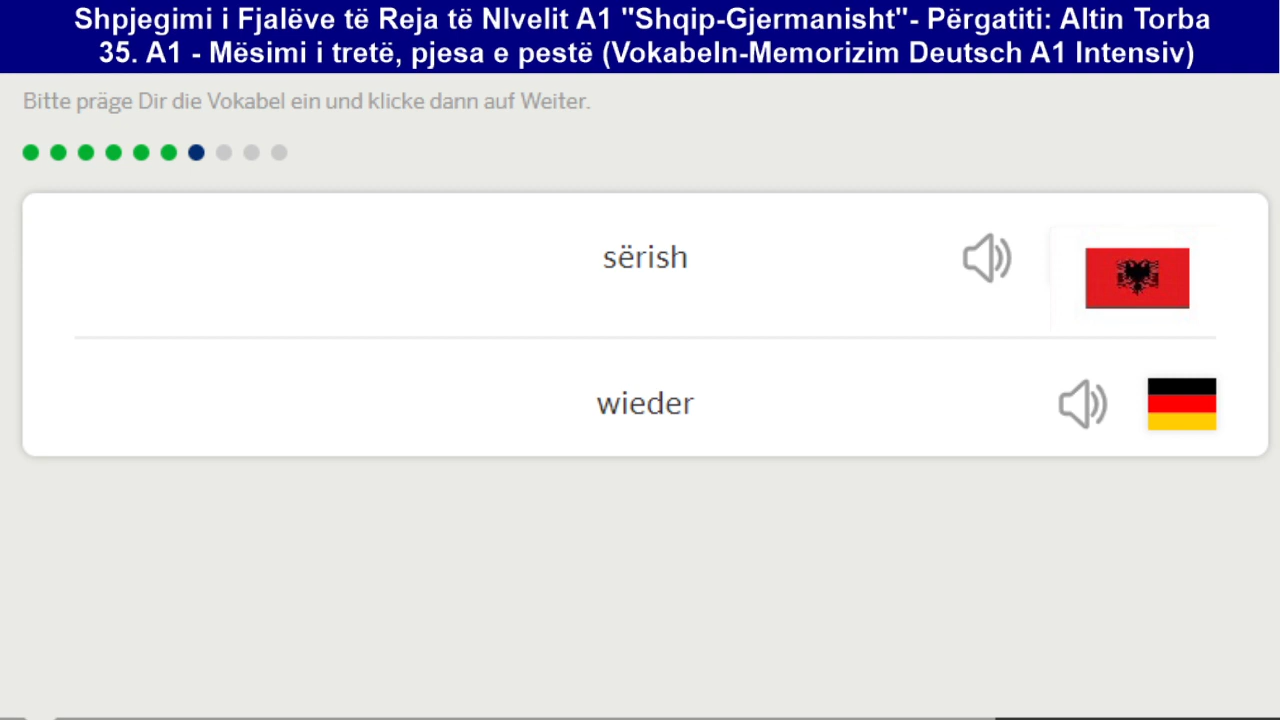 Shpjegimi i Fjalëve të Reja të NIvelit A1 "Shqip-Gjermanisht"- Përgatiti: Altin Torba
35. A1 - Mësimi i tretë, pjesa e pestë (Vokabeln-Memorizim Deutsch A1 Intensiv)
Bitte präge Dir die Vokabel ein und klicke dann auf Weiter.
sërish
wieder